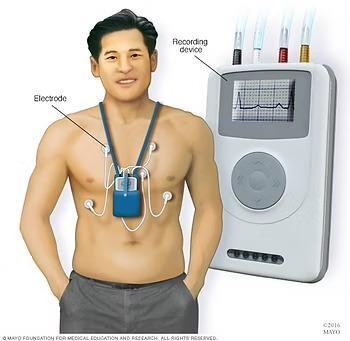 Recording
device
Electrode
©2016
MAYO
© MAYO FOUNDATION FOR MEDICAL EDUCATION AND RESEARCH. ALL RIGHTS RESERVED.